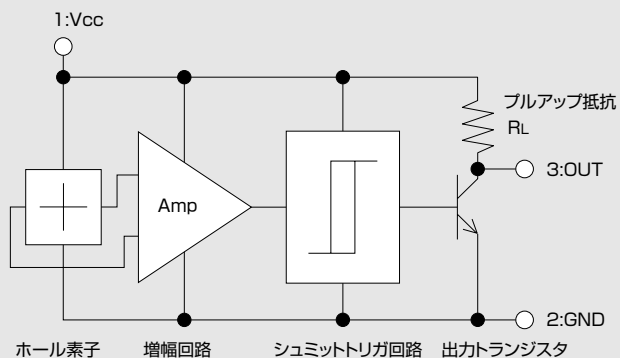 1:Vcc
プルアップ抵抗
RL
3:OUT
Amp
2:GND
ホール素子
増幅回路
シュミットトリガ回路
出力トランジスタ